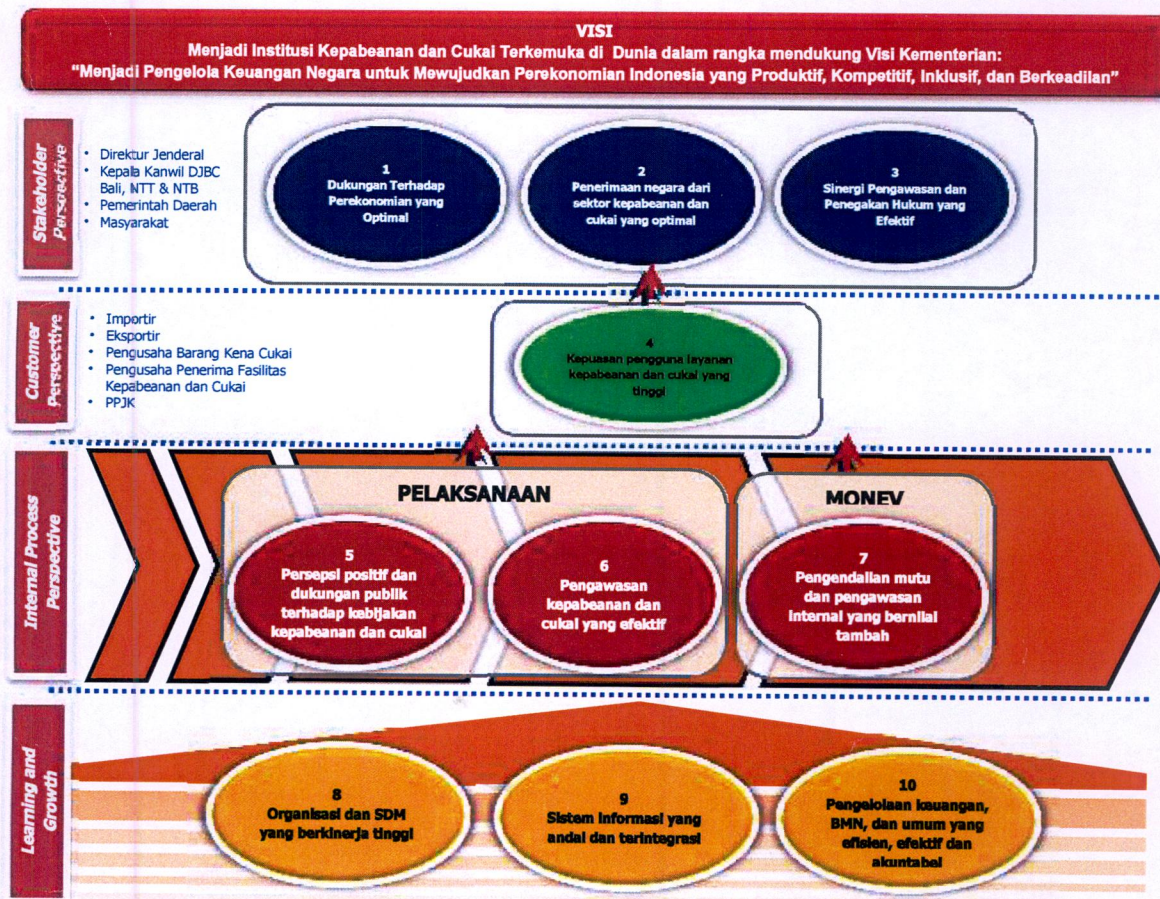 VISI
Menjadi Institusi Kepabeanan dan Cukai Terkemuka di Dunia dalam rangka mendukung Visi Kementerian:
“Menjadi Pengelola Keuangan Negara untuk Mewujudkan Perekonomian Indonesia yang Produktif, Kompetitif, Inklusif, dan Berkeadilan”
Stakeholder
Perspective
• Direktur Jenderal
• Kepala Kanwil DJBC
Bali, NTT & NTB
• Pemerintah Daerah
• Masyarakat
1
Dukungan Terhadap
Perekonomian yang
Optimal
2
Penerimaan negara dari
sektor kepabeanan dan
cukai yang optimal
3
Sinergi Pengawasan dan
Penegakan Hukum yang
Efektif
Customer
Perspective
• Importir
• Eksportir
• Pengusaha Barang Kena Cukai
• Pengusaha Penerima Fasilitas
Kepabeanan dan Cukai
• PPJK
4
Kepuasan pengguna layanan
kepabeanan dan cukai yang
tinggi
Internal Process
Perspective
PELAKSANAAN
5
Persepsi positif dan
dukungan publik
terhadap kebijakan
kepabeanan dan cukai
6
Pengawasan
kepabeanan dan
cukai yang efektif
MONEV
7
Pengendalian mutu
dan pengawasan
internal yang bernilai
tambah
Learning and
Growth
8
Organisasi dan SDM
yang berkinerja tinggi
9
Sistem informasi yang
andal dan terintegrasi
10
Pengelolaan keuangan,
BMN, dan umum yang
efisien, efektif dan
akuntabel